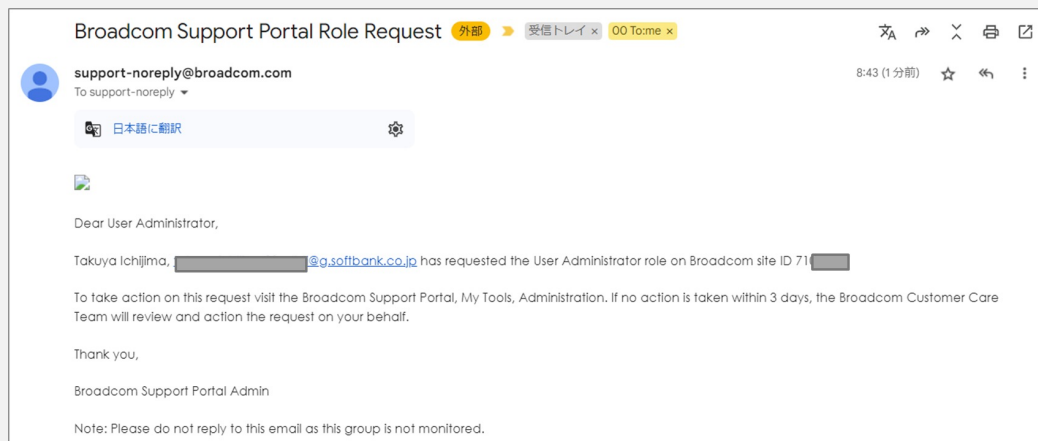 Broadcom Support Portal Role Request 外部 受信トレイ × 00 To:me ×
support-noreply@broadcom.com 8:43 (1 分前)
To support-noreply
日本語に翻訳
Dear User Administrator,
Takuya Ichijima, @g.softbank.co.jp has requested the User Administrator role on Broadcom site ID 71
To take action on this request visit the Broadcom Support Portal, My Tools, Administration. If no action is taken within 3 days, the Broadcom Customer Care
Team will review and action the request on your behalf.
Thank you,
Broadcom Support Portal Admin
Note: Please do not reply to this email as this group is not monitored.